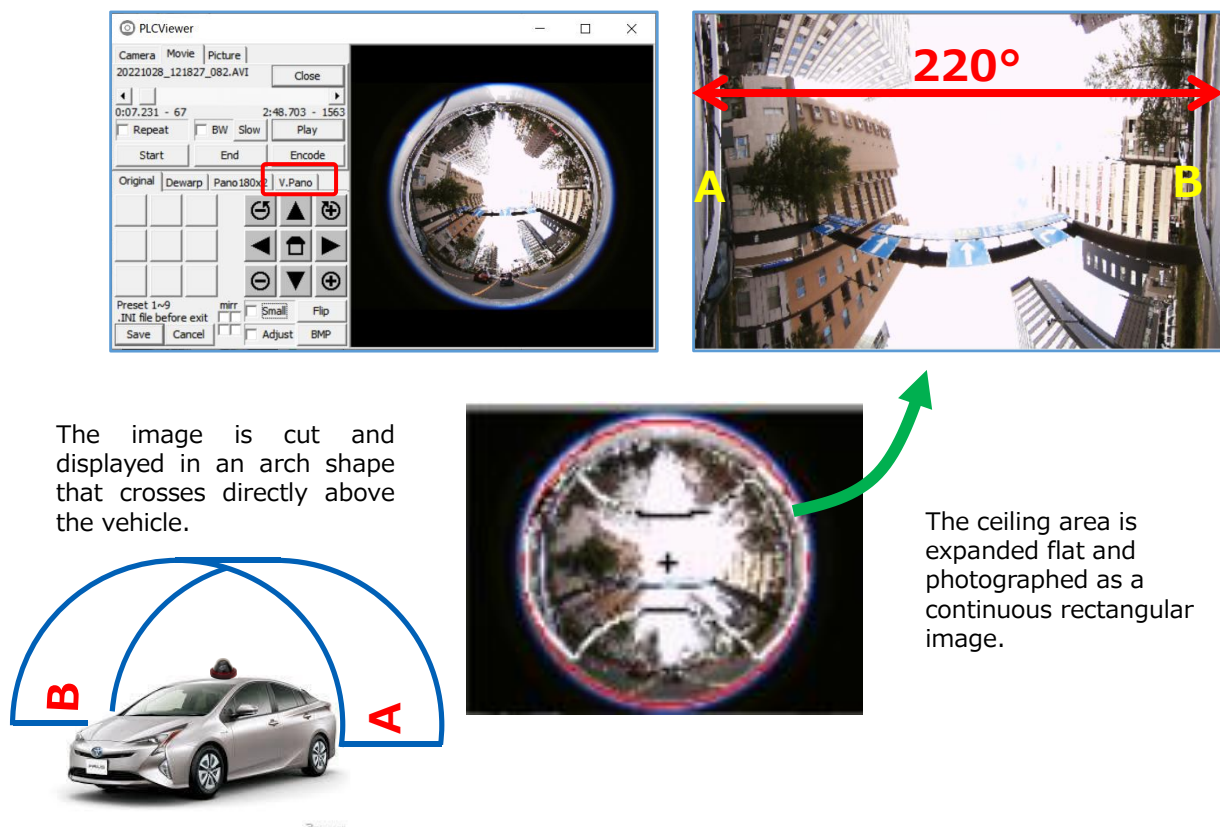 PLCViewer
Camera Movie Picture
20221028_121827_082.AVI Close
0:07.231 - 67 2:48.703 - 1563
Repeat BW Slow Play
Start End Encode
Original Dewarp Pano180x2 V.Pano
Preset 1~9 mirr Small Flip
.INI file before exit
Save Cancel Adjust BMP
220°
A B
The image is cut and
displayed in an arch shape
that crosses directly above
the vehicle.
The ceiling area is
expanded flat and
photographed as a
continuous rectangular
image.
B
A